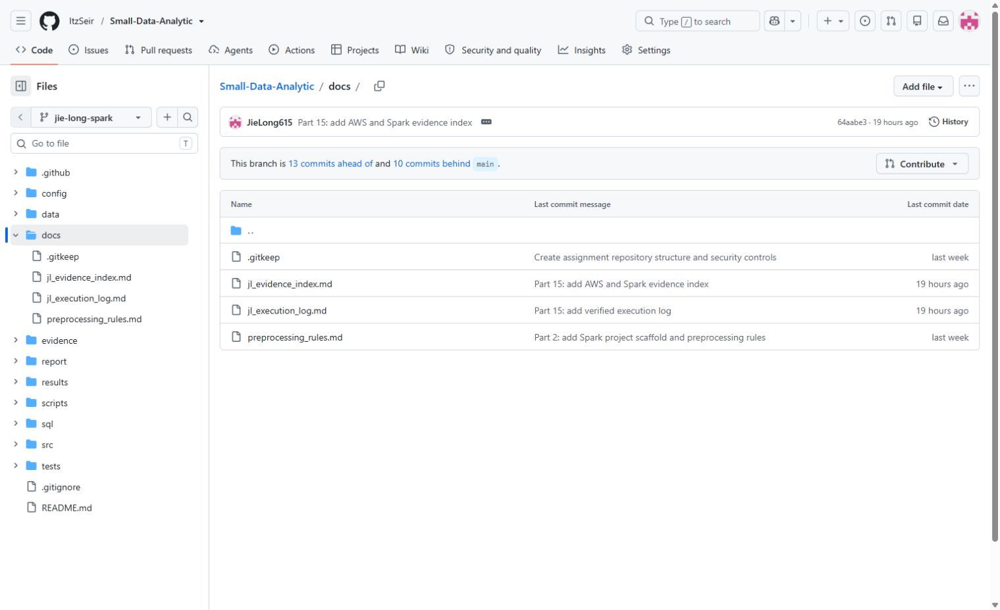 ItzSeir / Small-Data-Analytic
Type / to search
Code Issues Pull requests Agents Actions Projects Wiki Security and quality Insights Settings
Files
jie-long-spark
Go to file T
.github
config
data
docs
.gitkeep
jl_evidence_index.md
jl_execution_log.md
preprocessing_rules.md
evidence
report
results
scripts
sql
src
tests
.gitignore
README.md
Small-Data-Analytic / docs /
Add file
JieLong615 Part 15: add AWS and Spark evidence index
64aabe3 · 19 hours ago History
This branch is 13 commits ahead of and 10 commits behind main .
Contribute
Name Last commit message Last commit date
..
.gitkeep Create assignment repository structure and security controls last week
jl_evidence_index.md Part 15: add AWS and Spark evidence index 19 hours ago
jl_execution_log.md Part 15: add verified execution log 19 hours ago
preprocessing_rules.md Part 2: add Spark project scaffold and preprocessing rules last week